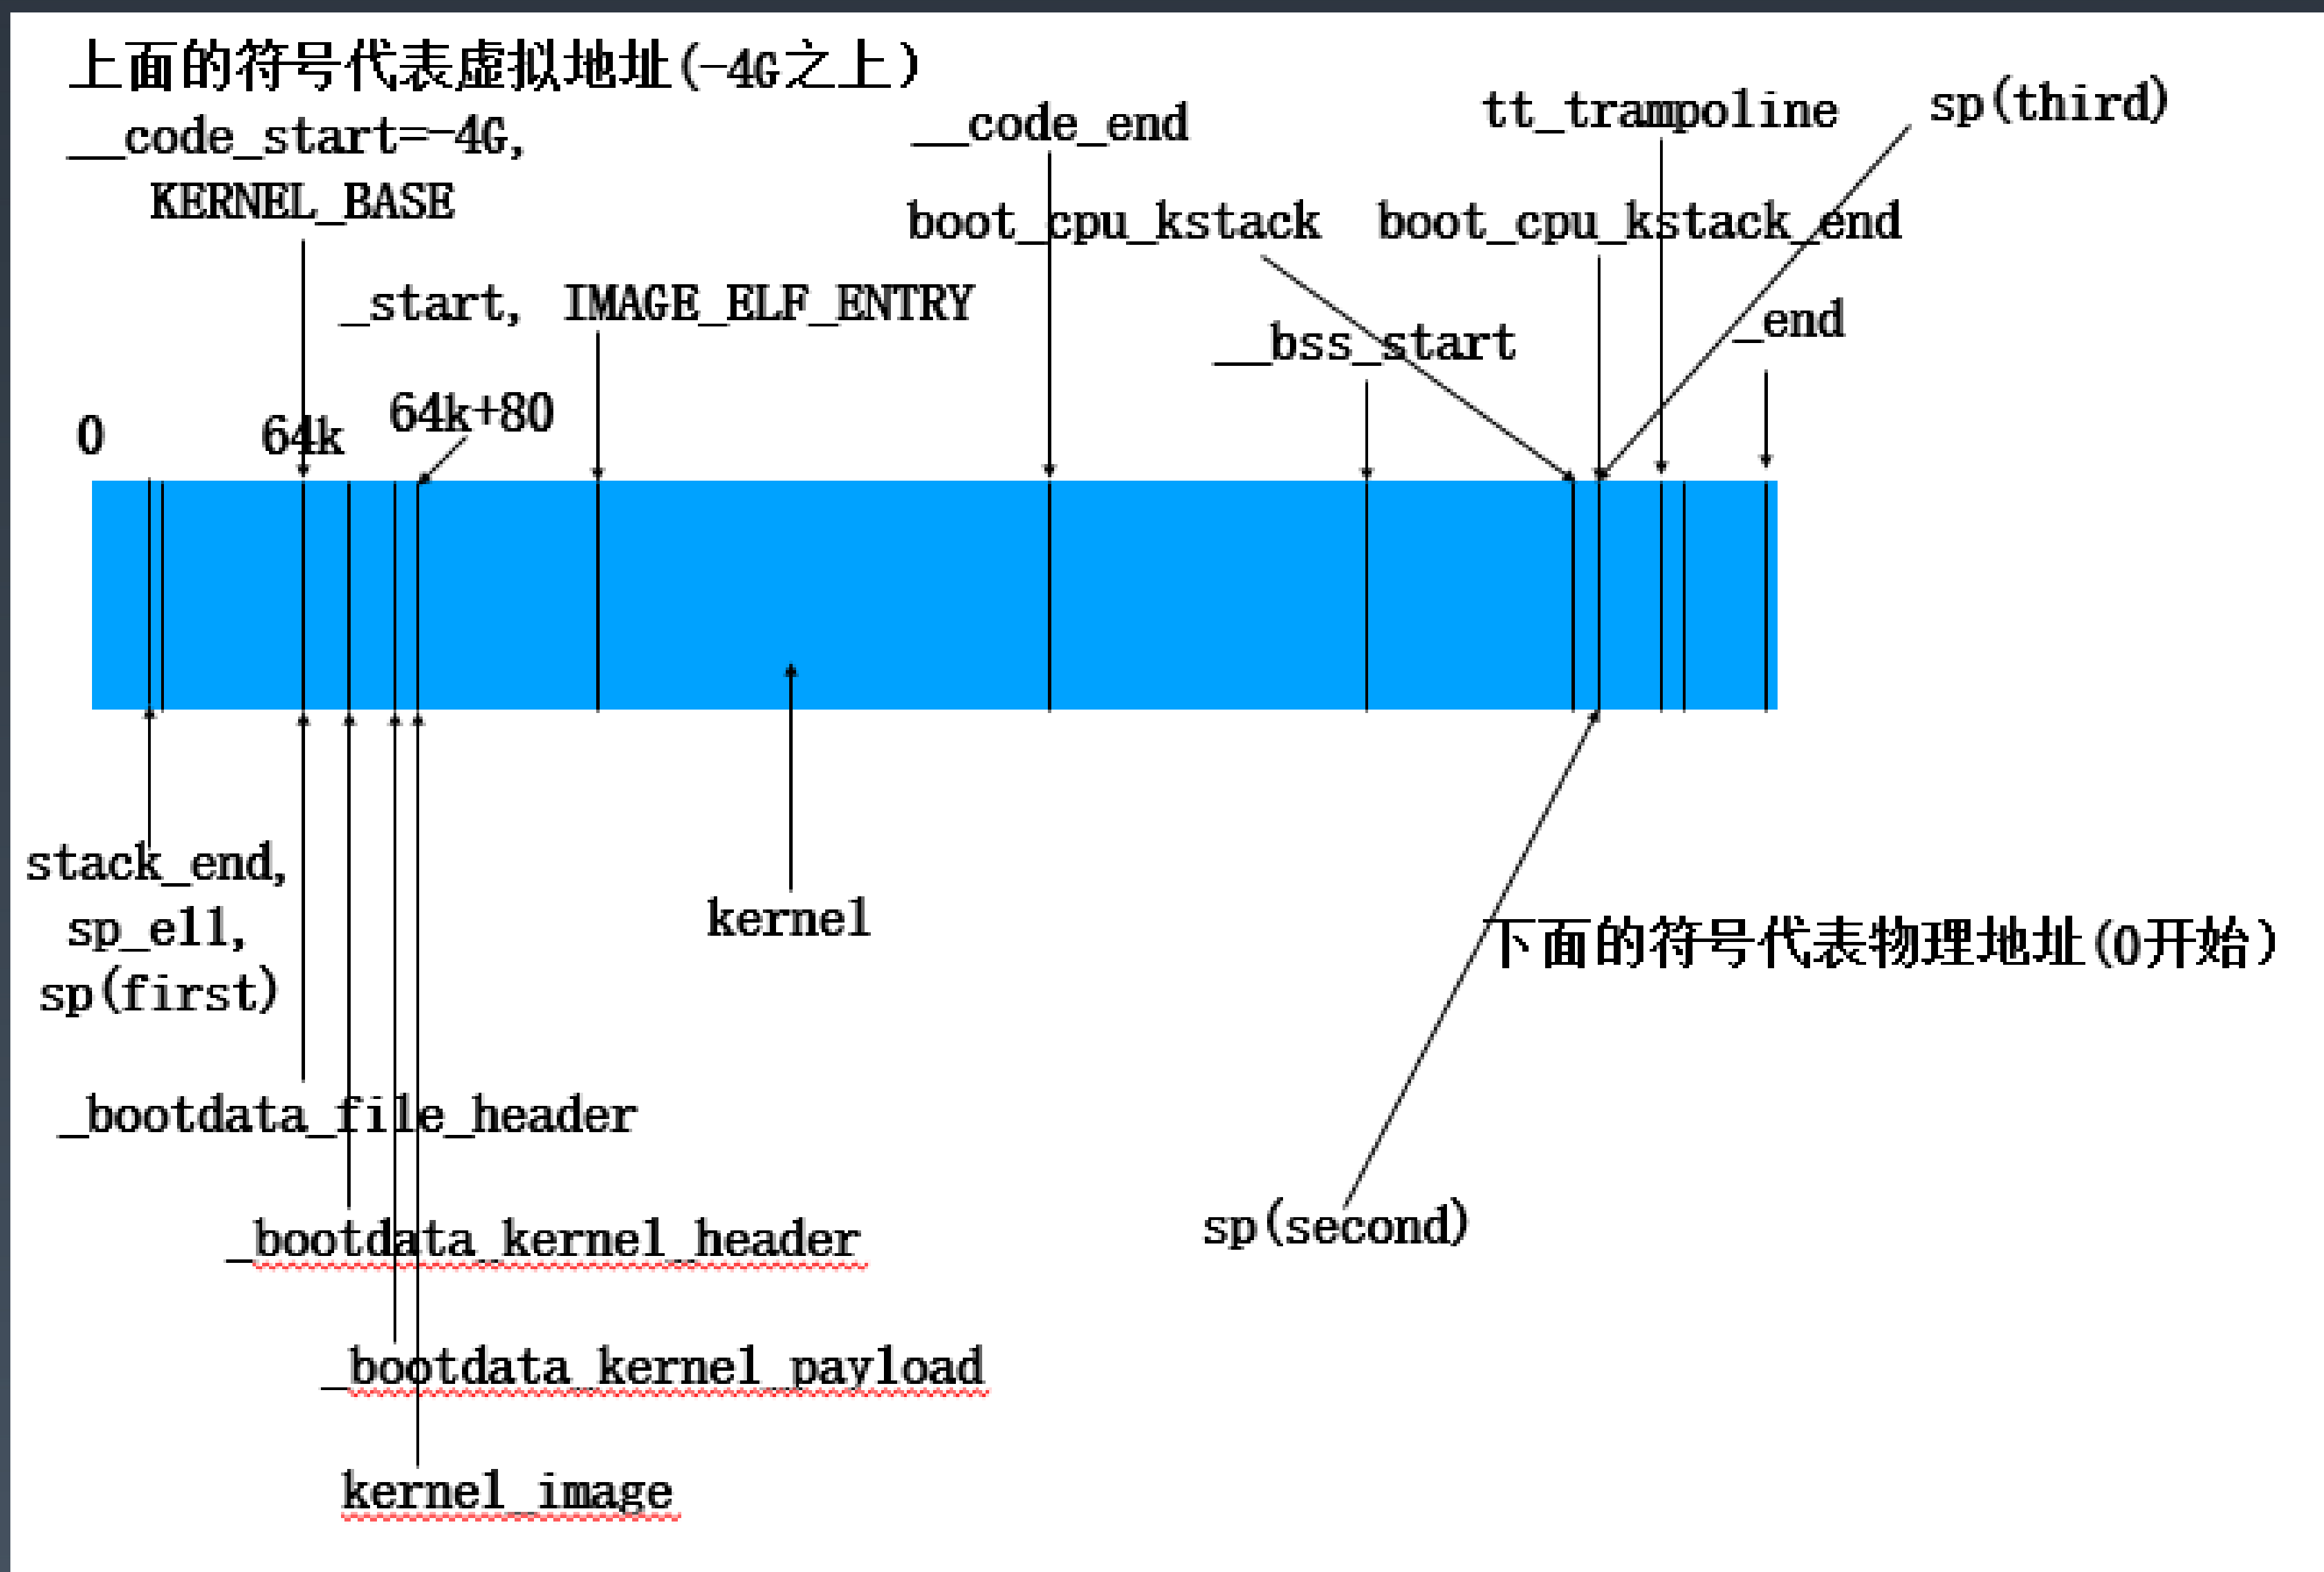 上面的符号代表虚拟地址(-4G之上)
__code_start=-4G,
KERNEL_BASE
__code_end
tt_trampoline
sp(third)
boot_cpu_kstack
boot_cpu_kstack_end
_start, IMAGE_ELF_ENTRY
__bss_start
_end
0
64k
64k+80
stack_end,
sp_el1,
sp(first)
kernel
下面的符号代表物理地址(0开始)
_bootdata_file_header
_bootdata_kernel_header
sp(second)
_bootdata_kernel_payload
kernel_image